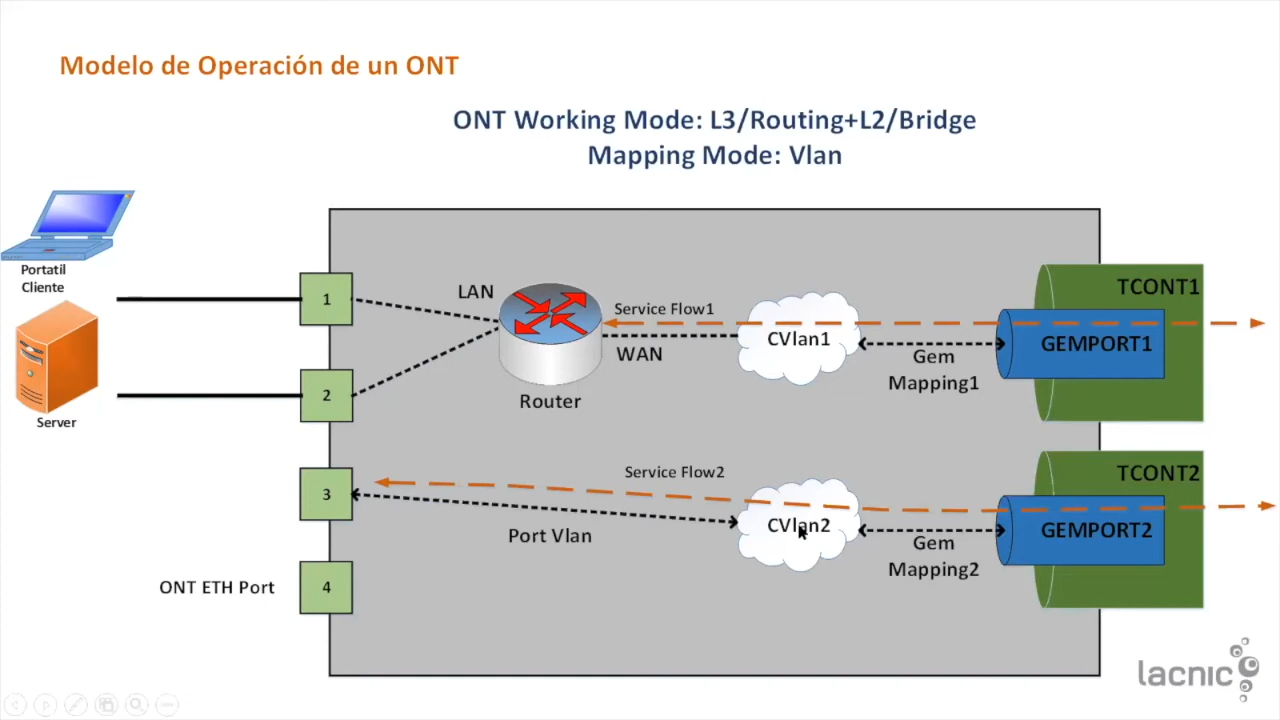 Modelo de Operación de un ONT
ONT Working Mode: L3/Routing+L2/Bridge
Mapping Mode: Vlan
Portatil
Cliente
Server
ONT ETH Port
1
2
3
4
LAN
Router
WAN
Service Flow1
CVlan1
Gem
Mapping1
TCONT1
GEMPORT1
Service Flow2
Port Vlan
CVlan2
Gem
Mapping2
TCONT2
GEMPORT2
lacnic